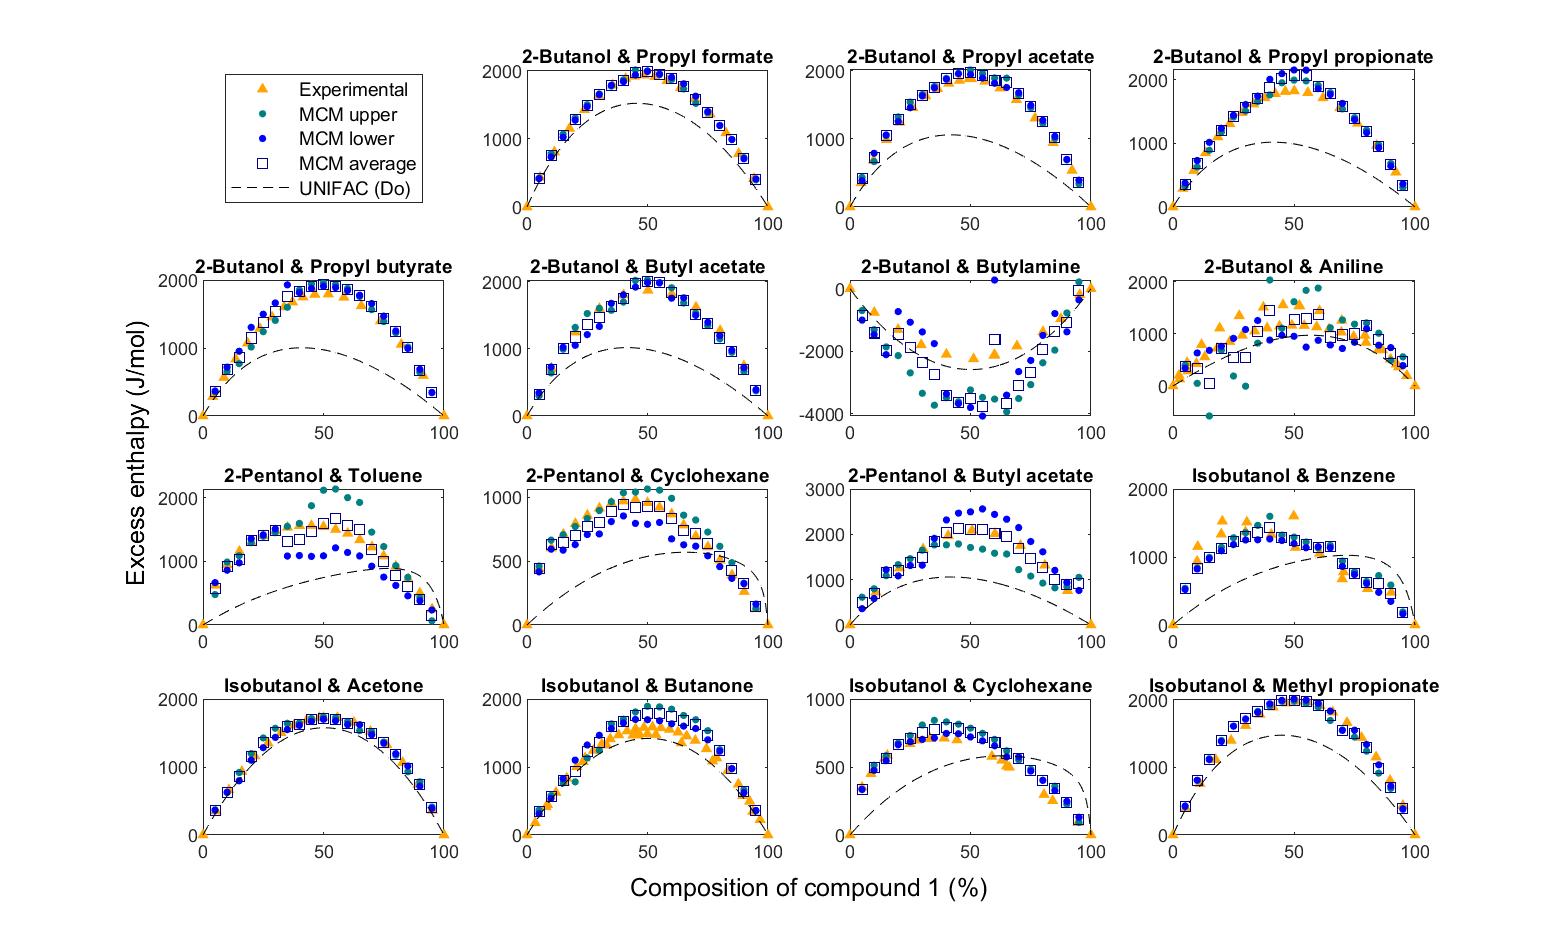 Experimental
MCM upper
MCM lower
MCM average
UNIFAC (Do)
2-Butanol & Propyl formate
2000
1000
0
0 50 100
2-Butanol & Propyl acetate
2000
1000
0
0 50 100
2-Butanol & Propyl propionate
2000
1000
0
0 50 100
2-Butanol & Propyl butyrate
2000
1000
0
0 50 100
2-Butanol & Butyl acetate
2000
1000
0
0 50 100
2-Butanol & Butylamine
0
-2000
-4000
0 50 100
2-Butanol & Aniline
2000
1000
0
0 50 100
2-Pentanol & Toluene
2000
1000
0
0 50 100
2-Pentanol & Cyclohexane
1000
500
0
0 50 100
2-Pentanol & Butyl acetate
3000
2000
1000
0
0 50 100
Isobutanol & Benzene
2000
1000
0
0 50 100
Isobutanol & Acetone
2000
1000
0
0 50 100
Isobutanol & Butanone
2000
1000
0
0 50 100
Isobutanol & Cyclohexane
1000
500
0
0 50 100
Isobutanol & Methyl propionate
2000
1000
0
0 50 100
Excess enthalpy (J/mol)
Composition of compound 1 (%)